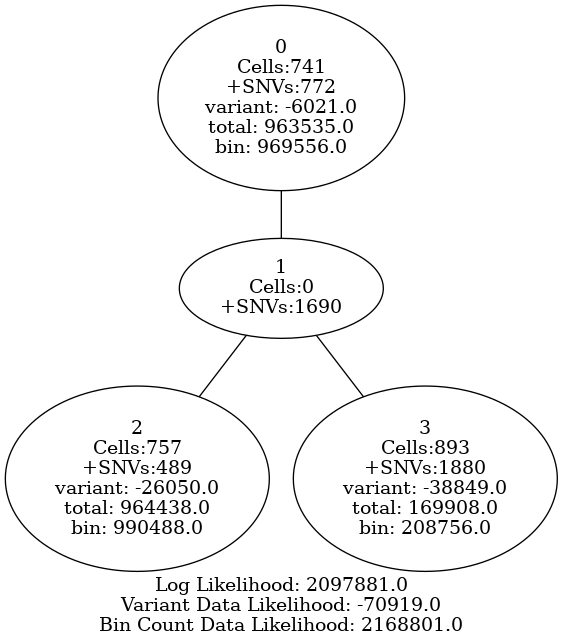 0
Cells:741
+SNVs:772
variant: -6021.0
total: 963535.0
bin: 969556.0
1
Cells:0
+SNVs:1690
2
Cells:757
+SNVs:489
variant: -26050.0
total: 964438.0
bin: 990488.0
3
Cells:893
+SNVs:1880
variant: -38849.0
total: 169908.0
bin: 208756.0
Log Likelihood: 2097881.0
Variant Data Likelihood: -70919.0
Bin Count Data Likelihood: 2168801.0